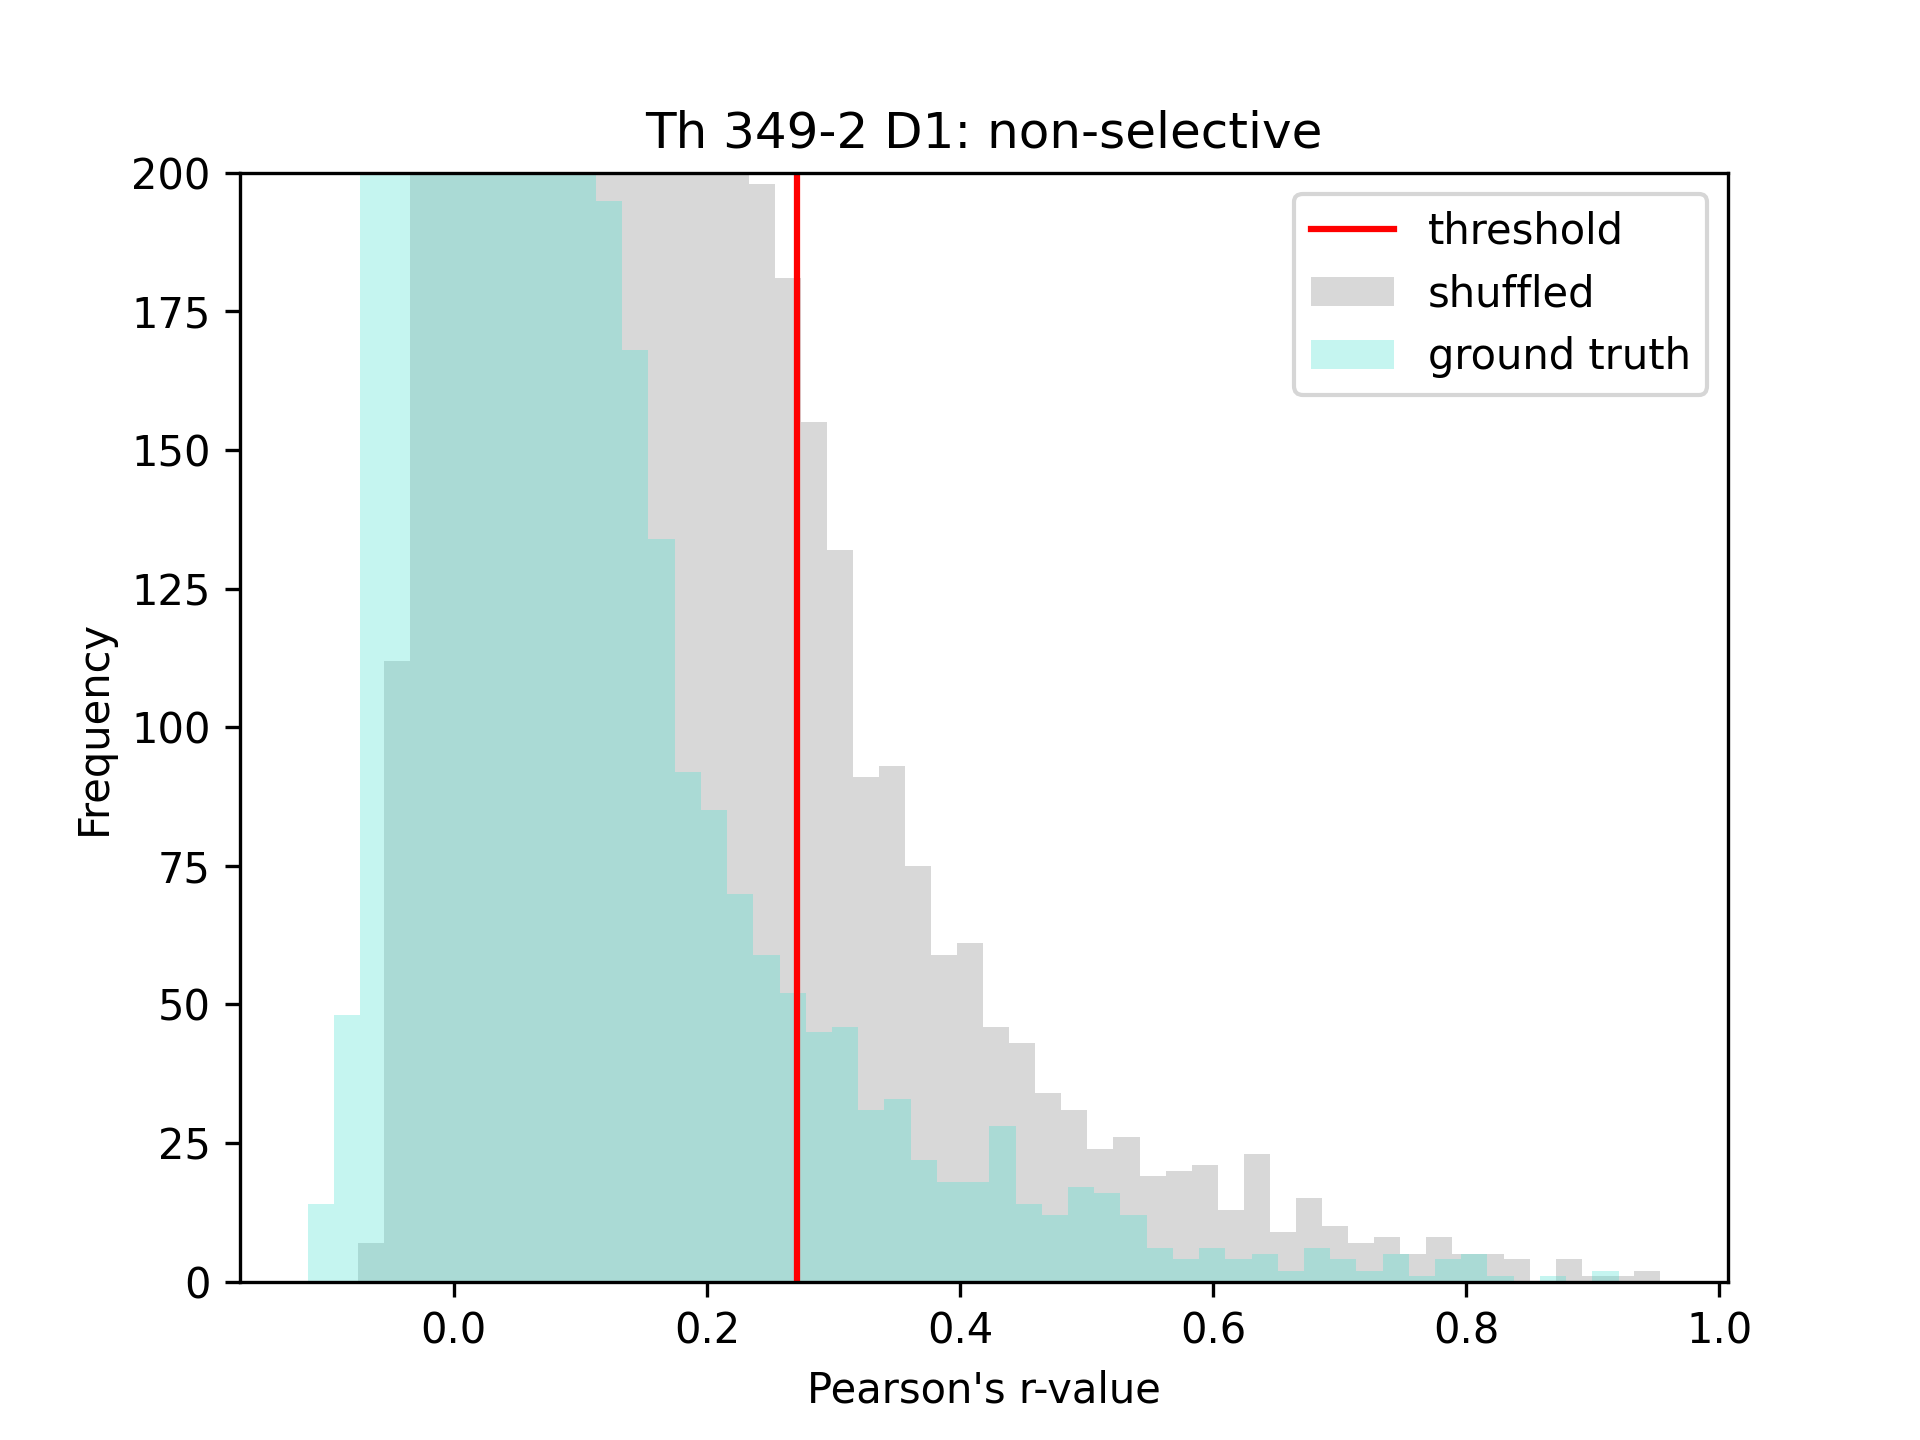 Th 349-2 D1: non-selective
200
175
150
125
100
75
50
25
0
Frequency
threshold
shuffled
ground truth
0.0 0.2 0.4 0.6 0.8 1.0
Pearson's r-value